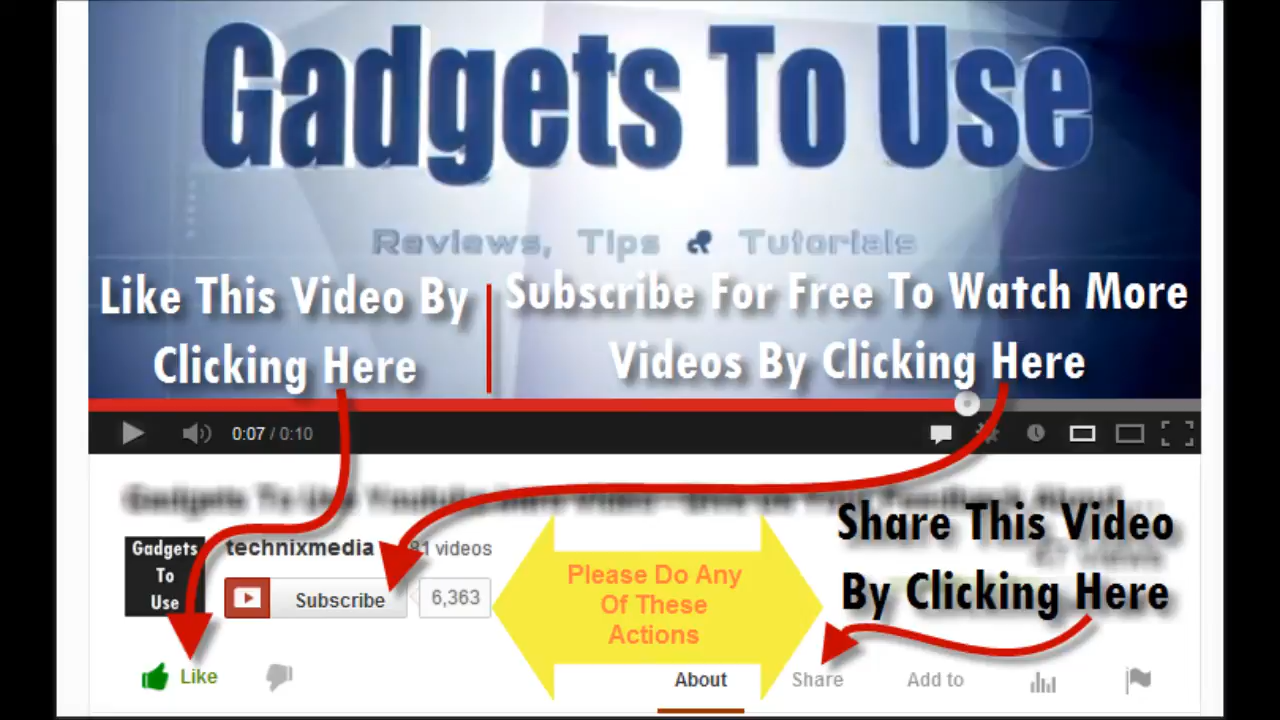 Gadgets To Use
Reviews, Tips & Tutorials
Like This Video By
Clicking Here
Subscribe For Free To Watch More
Videos By Clicking Here
0:07 / 0:10
Share This Video
By Clicking Here
Gadgets
To
Use
technixmedia
81 videos
Subscribe
6,363
Please Do Any
Of These
Actions
Like
About
Share
Add to